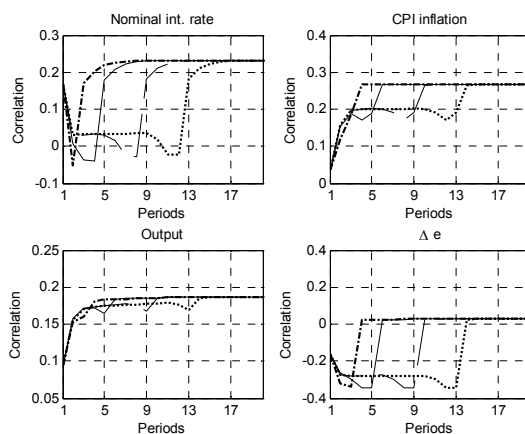 Nominal int. rate
0.3
0.2
0.1
0
-0.1
Correlation
1 5 9 13 17
Periods
CPI inflation
0.4
0.3
0.2
0.1
0
Correlation
1 5 9 13 17
Periods
Output
0.25
0.2
0.15
0.1
0.05
Correlation
1 5 9 13 17
Periods
Δ e
0.4
0.2
0
-0.2
-0.4
Correlation
1 5 9 13 17
Periods